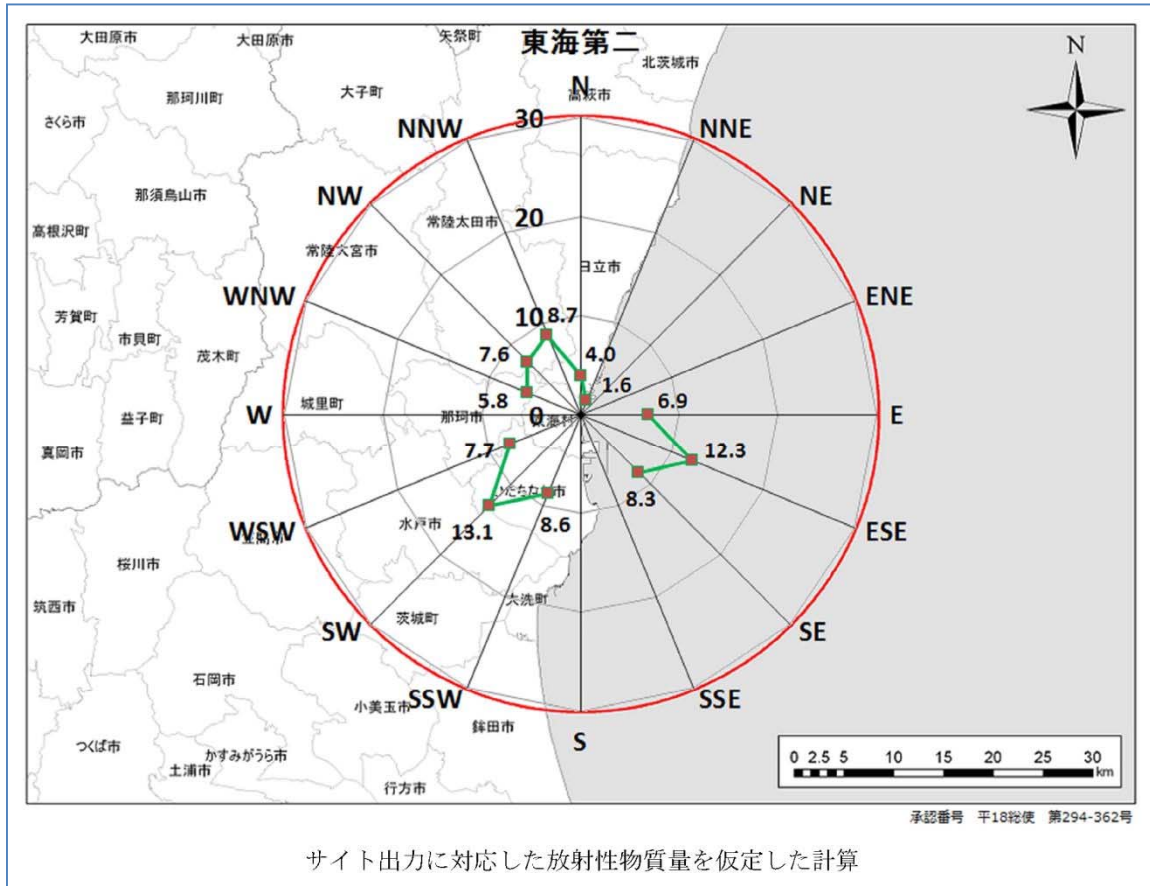 東海第二
N
大田原市
大田原市
矢祭町
北茨城市
N
那珂川町
大子町
高萩市
さくら市
NNW
30
NNE
NW
NE
那須烏山市
常陸太田市
20
高根沢町
常陸大宮市
日立市
WNW
ENE
芳賀町
市貝町
茂木町
10
8.7
7.6
4.0
5.8
1.6
6.9
W
城里町
那珂市
0
東海村
E
益子町
真岡市
7.7
12.3
ひたちなか市
8.3
WSW
水戸市
13.1
8.6
ESE
笠間市
桜川市
筑西市
大洗町
茨城町
SW
SE
石岡市
SSW
小美玉市
鉾田市
SSE
S
つくば市
かすみがうら市
土浦市
行方市
0 2.5 5 10 15 20 25 30
km
承認番号 平18総使 第294-362号
サイト出力に対応した放射性物質量を仮定した計算